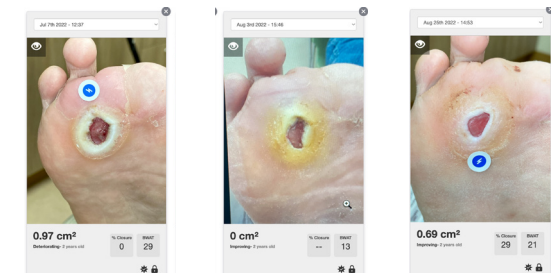 Jul 7th 2022 - 12:37
0.97 cm²
Deteriorating- 2 years old
% Closure
0
BWAT
29
Aug 3rd 2022 - 15:46
0 cm²
Improving- 2 years old
% Closure
--
BWAT
13
Aug 25th 2022 - 14:53
0.69 cm²
Improving- 2 years old
% Closure
29
BWAT
21